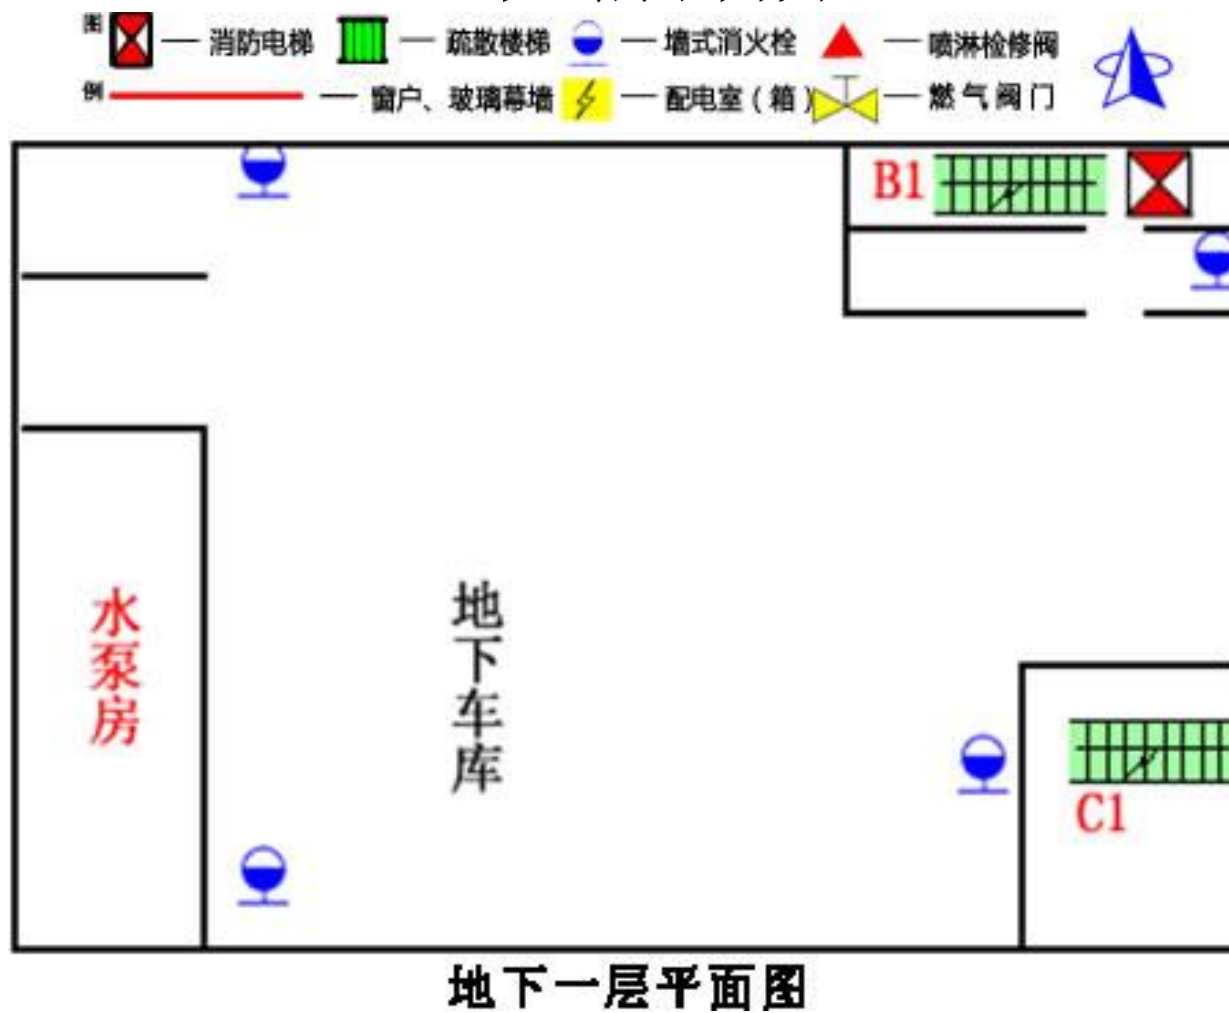 图 — 消防电梯 — 疏散楼梯 — 墙式消火栓 — 喷淋检修阀
例 — 窗户、玻璃幕墙 — 配电室（箱） — 燃气阀门
B1
水泵房
地下车库
C1
地下一层平面图